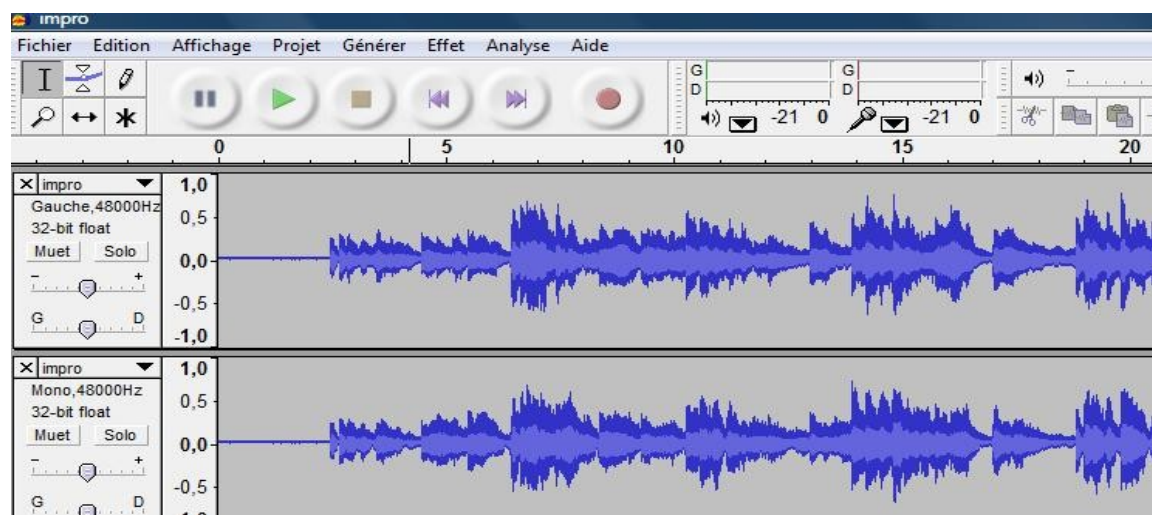 impro
Fichier Edition Affichage Projet Générer Effet Analyse Aide
G
D
-21 0
G
D
-21 0
0 5 10 15 20
impro
Gauche,48000Hz
32-bit float
Muet Solo
- +
G D
1,0
0,5
0,0
-0,5
-1,0
impro
Mono,48000Hz
32-bit float
Muet Solo
- +
G D
1,0
0,5
0,0
-0,5